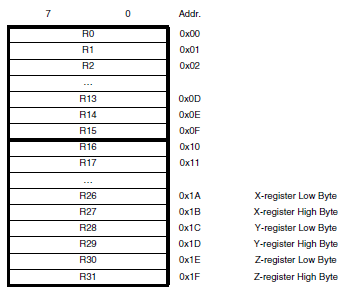 7 0 Addr.
R0 0x00
R1 0x01
R2 0x02
...
R13 0x0D
R14 0x0E
R15 0x0F
R16 0x10
R17 0x11
...
R26 0x1A X-register Low Byte
R27 0x1B X-register High Byte
R28 0x1C Y-register Low Byte
R29 0x1D Y-register High Byte
R30 0x1E Z-register Low Byte
R31 0x1F Z-register High Byte